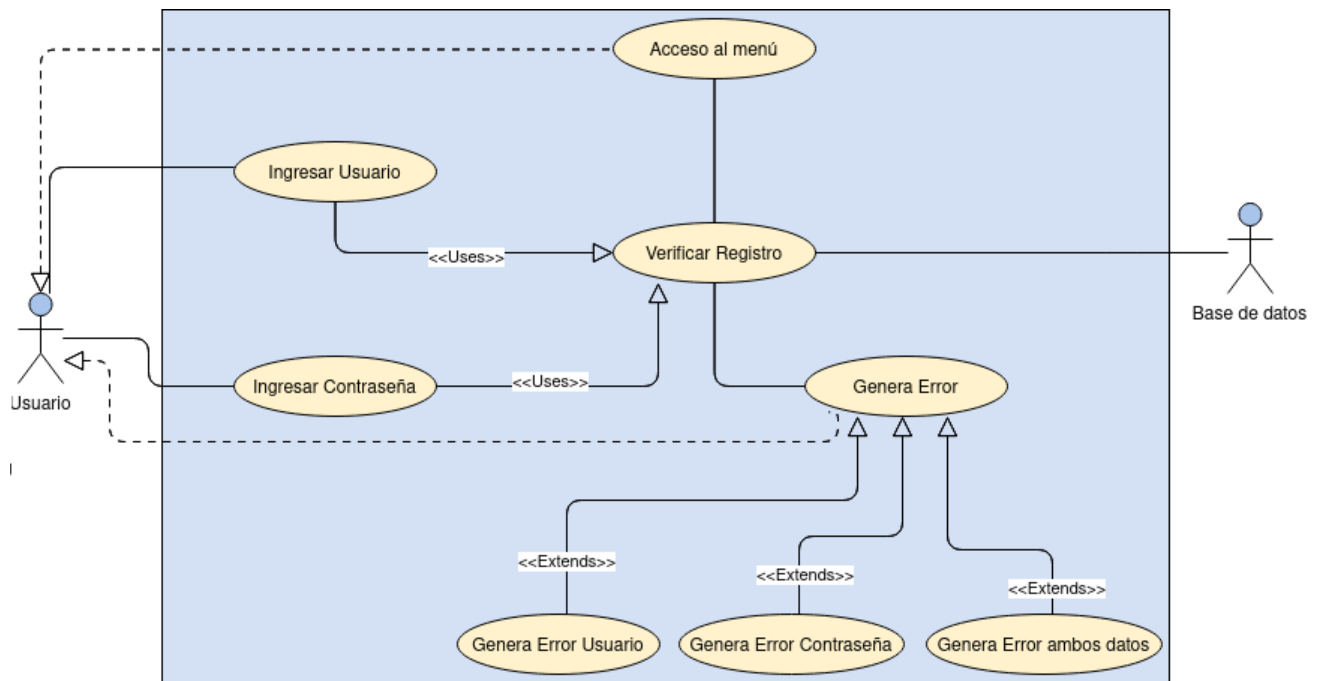 Acceso al menú
Ingresar Usuario
<<Uses>>
Verificar Registro
Base de datos
Ingresar Contraseña
<<Uses>>
Genera Error
Usuario
<<Extends>>
<<Extends>>
<<Extends>>
Genera Error Usuario
Genera Error Contraseña
Genera Error ambos datos